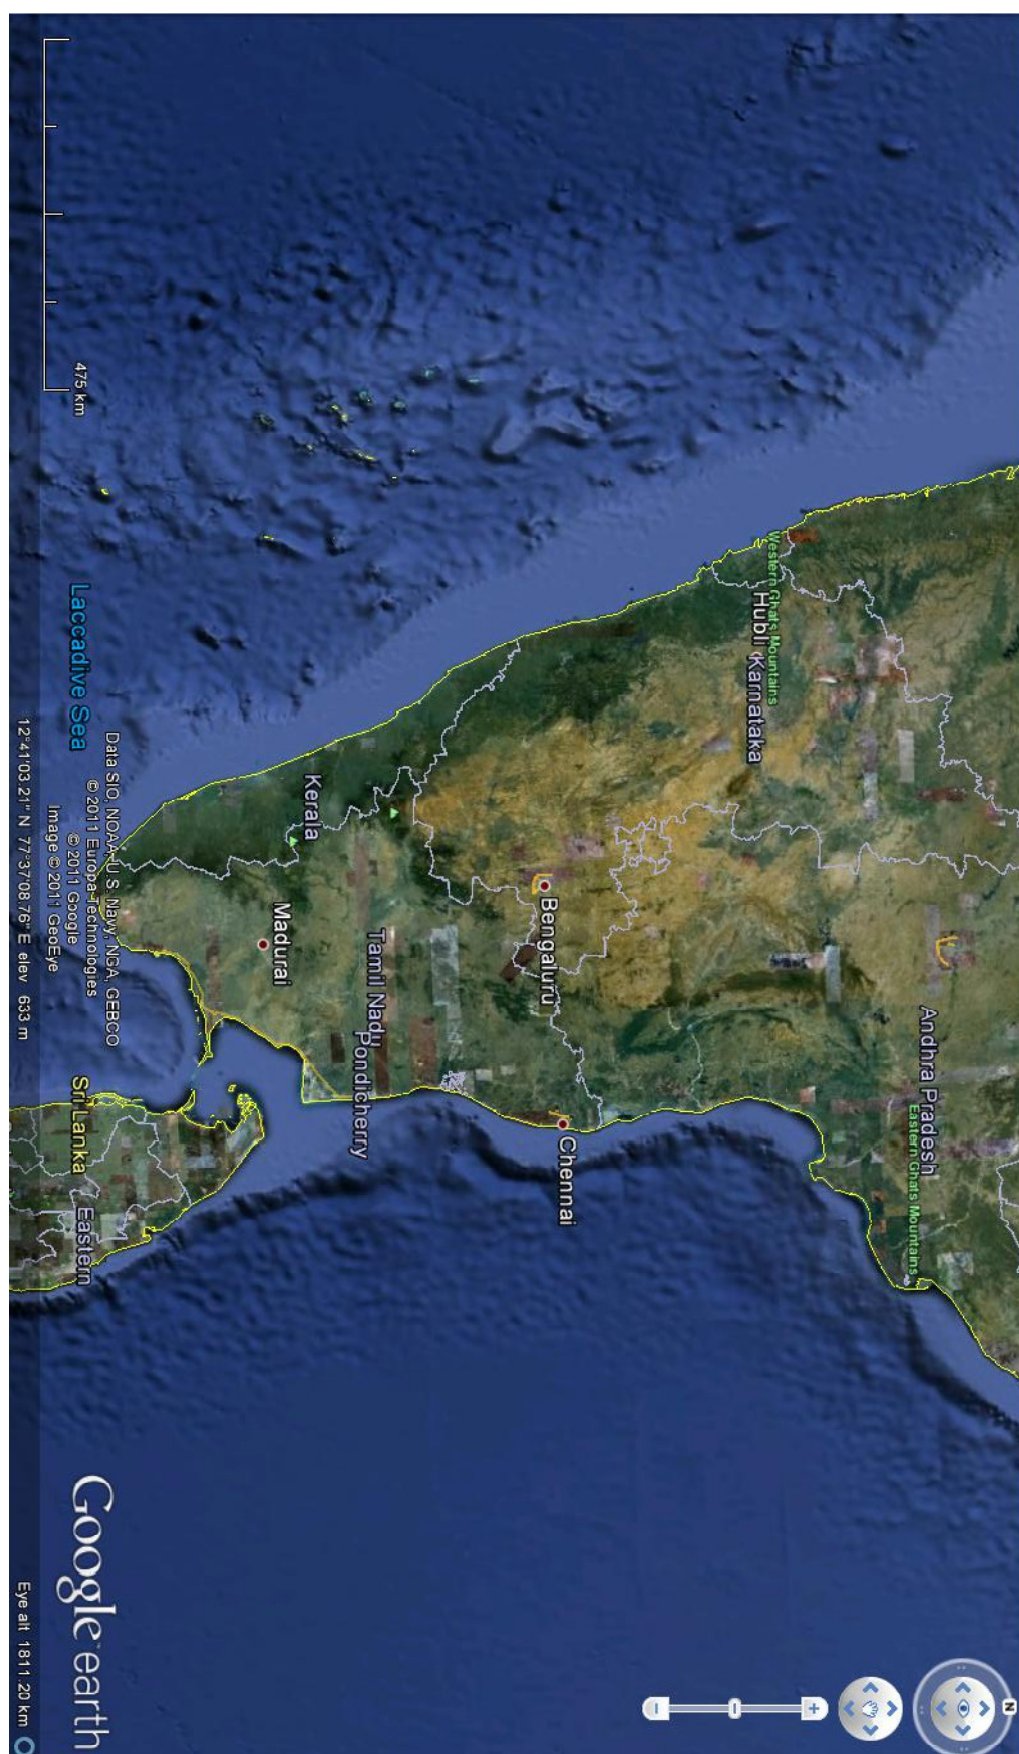 N
Andhra Pradesh
Eastern Ghats Mountains
Western Ghats Mountains
Hubli
Karnataka
Chennai
Bengaluru
Tamil Nadu
Pondicherry
Kerala
Madurai
Sri Lanka
Eastern
Laccadive Sea
475 km
Data SIO, NOAA, U.S. Navy, NGA, GEBCO
© 2011 Europa Technologies
© 2011 Google
Image © 2011 GeoEye
Google earth
12°41'03.21" N 77°37'08.76" E elev 633 m
Eye alt 1811.20 km